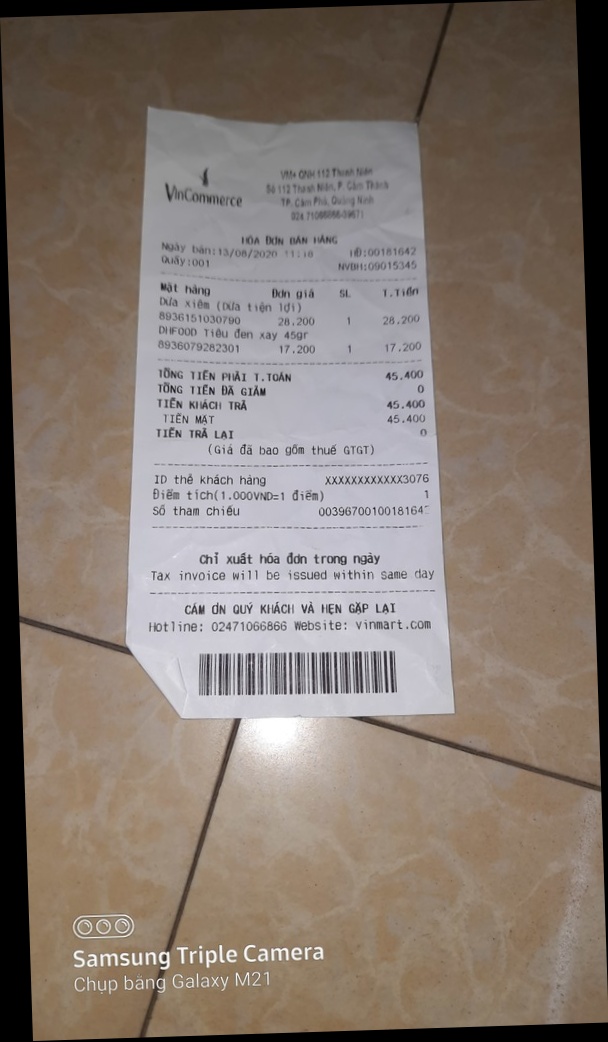 VinCommerce
VM+ QNH 112 Thanh Niên
Số 112 Thanh Niên, P. Cẩm Thành
TP. Cẩm Phả, Quảng Ninh
HÓA ĐƠN BÁN HÀNG
Ngày bán:13/08/2020 11:18 HĐ:00181642
Quầy:001 NVBH:09015345
Mặt hàng Đơn giá SL T.Tiền
Dừa xiêm (Dừa tiện lợi)
8936151030790 28.200 1 28.200
DHFOOD Tiêu đen xay 45gr
8936079282301 17.200 1 17.200
TỔNG TIỀN PHẢI T.TOÁN 45.400
TỔNG TIỀN ĐÃ GIẢM 0
TIỀN KHÁCH TRẢ 45.400
TIỀN MẶT 45.400
TIỀN TRẢ LẠI 0
(Giá đã bao gồm thuế GTGT)
ID thẻ khách hàng XXXXXXXXXXXX3076
Điểm tích(1.000VND=1 điểm) 1
Số tham chiếu
Chỉ xuất hóa đơn trong ngày
Tax invoice will be issued within same day
CẢM ƠN QUÝ KHÁCH VÀ HẸN GẶP LẠI
Hotline: 02471066866 Website: vinmart.com
Samsung Triple Camera
Chụp bằng Galaxy M21